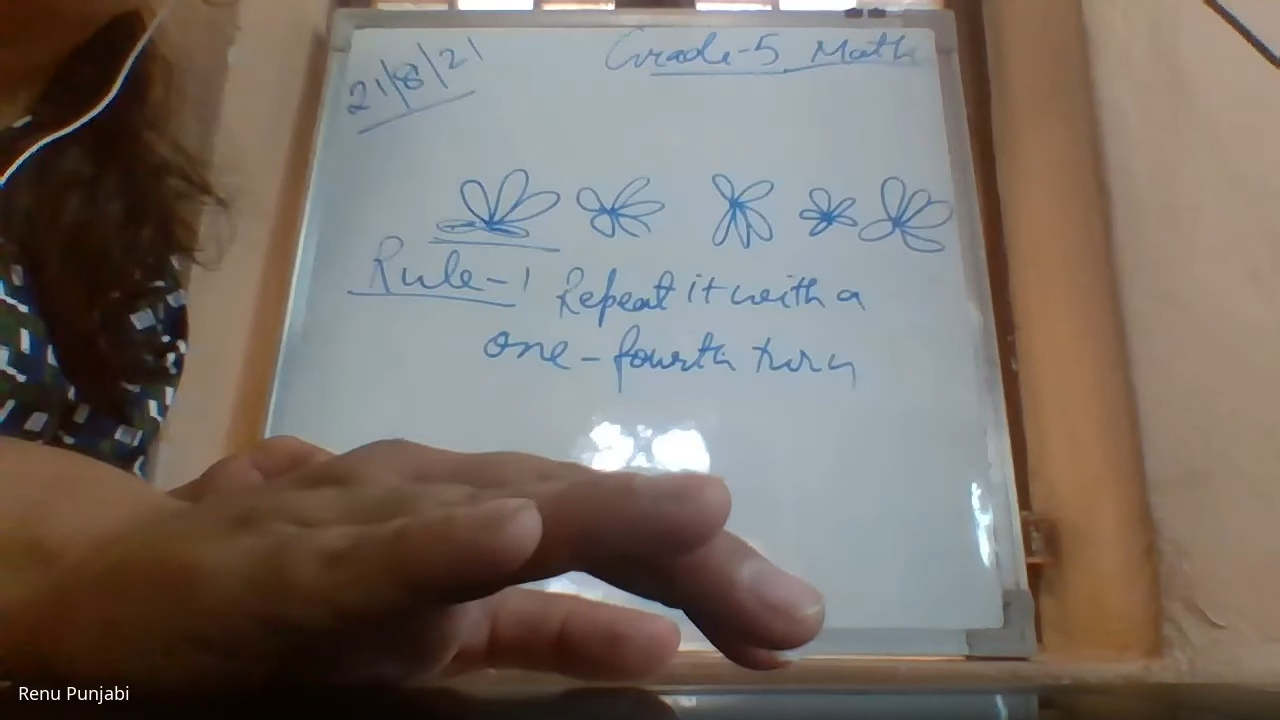 21/8/21
Grade-5 Math
Rule-1 Repeat it with a
one-fourth turn
Renu Punjabi